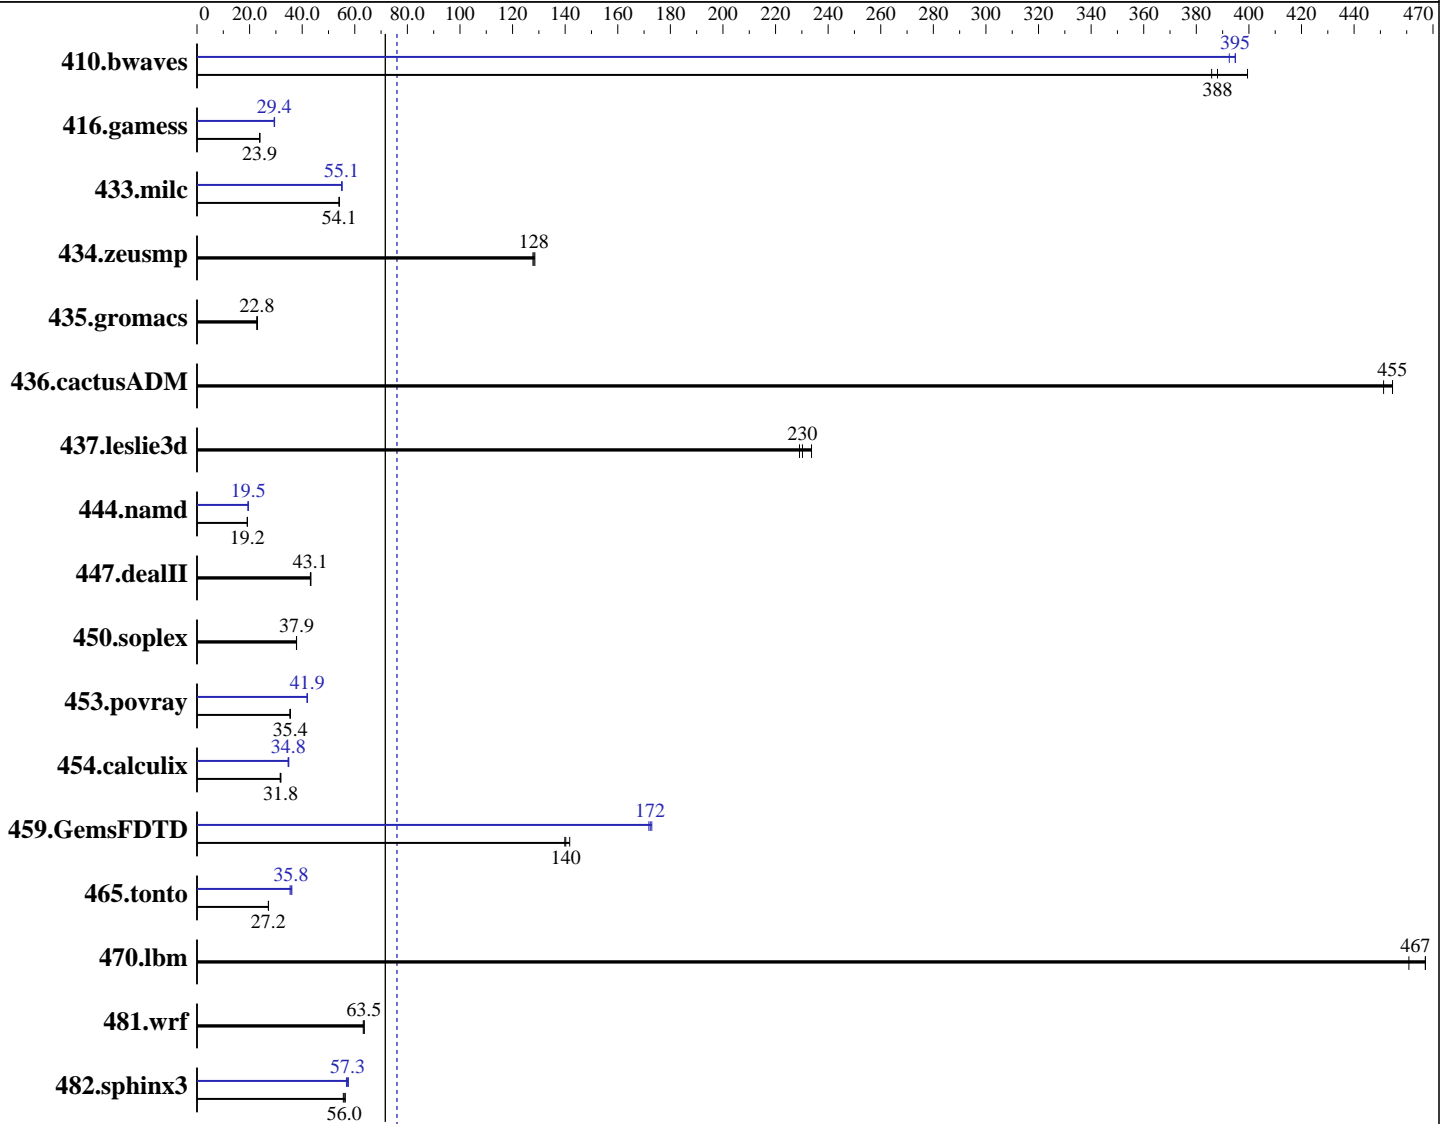 0 20.0 40.0 60.0 80.0 100 120 140 160 180 200 220 240 260 280 300 320 340 360 380 400 420 440 470
395
410.bwaves
388
29.4
416.gamess
23.9
55.1
433.milc
54.1
128
434.zeusmp
22.8
435.gromacs
455
436.cactusADM
230
437.leslie3d
19.5
444.namd
19.2
43.1
447.dealII
37.9
450.soplex
41.9
453.povray
35.4
34.8
454.calculix
31.8
172
459.GemsFDTD
140
35.8
465.tonto
27.2
467
470.lbm
63.5
481.wrf
57.3
482.sphinx3
56.0